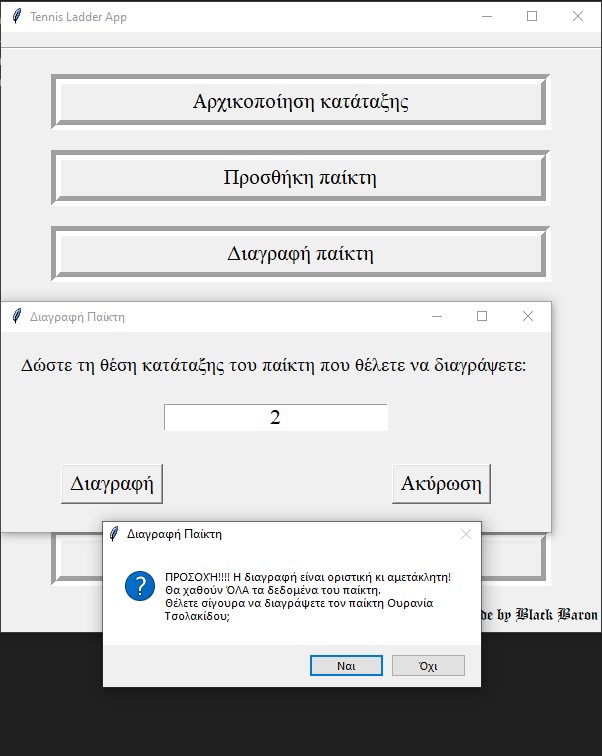 Tennis Ladder App
Αρχικοποίηση κατάταξης
Προσθήκη παίκτη
Διαγραφή παίκτη
Διαγραφή Παίκτη
Δώστε τη θέση κατάταξης του παίκτη που θέλετε να διαγράψετε:
2
Διαγραφή
Ακύρωση
Διαγραφή Παίκτη
ΠΡΟΣΟΧΉ!!!! Η διαγραφή είναι οριστική κι αμετάκλητη!
Θα χαθούν ΌΛΑ τα δεδομένα του παίκτη.
Θέλετε σίγουρα να διαγράψετε τον παίκτη Ουρανία
Τσολακίδου;
Ναι
Όχι
de by Black Baron